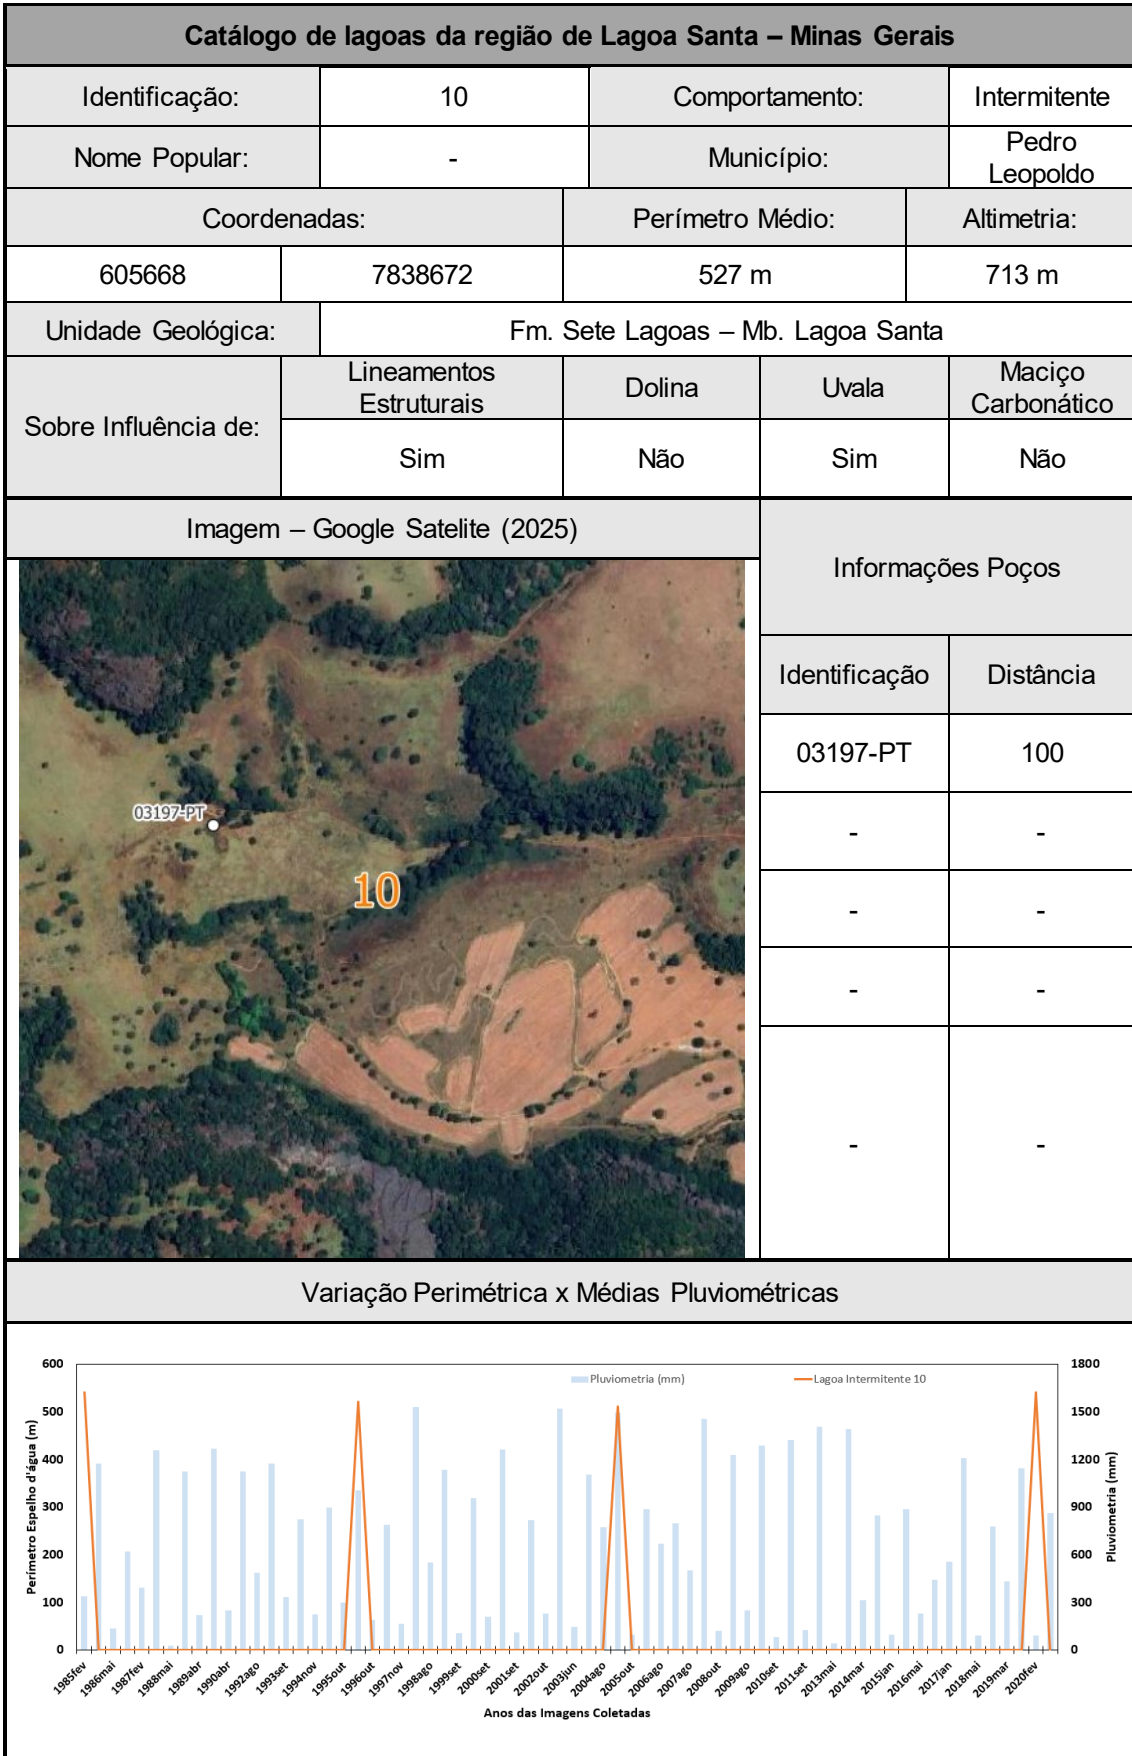 Catálogo de lagoas da região de Lagoa Santa – Minas Gerais
Identificação: 10 Comportamento: Intermitente
Nome Popular: - Município: Pedro Leopoldo
Coordenadas: Perímetro Médio: Altimetria:
605668 7838672 527 m 713 m
Unidade Geológica: Fm. Sete Lagoas – Mb. Lagoa Santa
Sobre Influência de: Lineamentos Estruturais Dolina Uvala Maciço Carbonático
Sim Não Sim Não
Imagem – Google Satelite (2025)
Informações Poços
Identificação Distância
03197-PT 100
- -
- -
- -
- -
03197-PT
10
Variação Perimétrica x Médias Pluviométricas
Pluviometria (mm) Lagoa Intermitente 10
Perímetro Espelho d'água (m)
600
500
400
300
200
100
0
1800
1500
1200
900
600
300
0
Pluviometria (mm)
1985fev 1986mai 1987fev 1988mai 1989abr 1990abr 1992ago 1993set 1994nov 1995out 1996out 1997nov 1998ago 1999set 2000set 2001set 2002out 2003jun 2004ago 2005out 2006ago 2007ago 2008out 2009ago 2010set 2011set 2013mai 2014mar 2015jan 2016mai 2017jan 2018mai 2019mar 2020fev
Anos das Imagens Coletadas